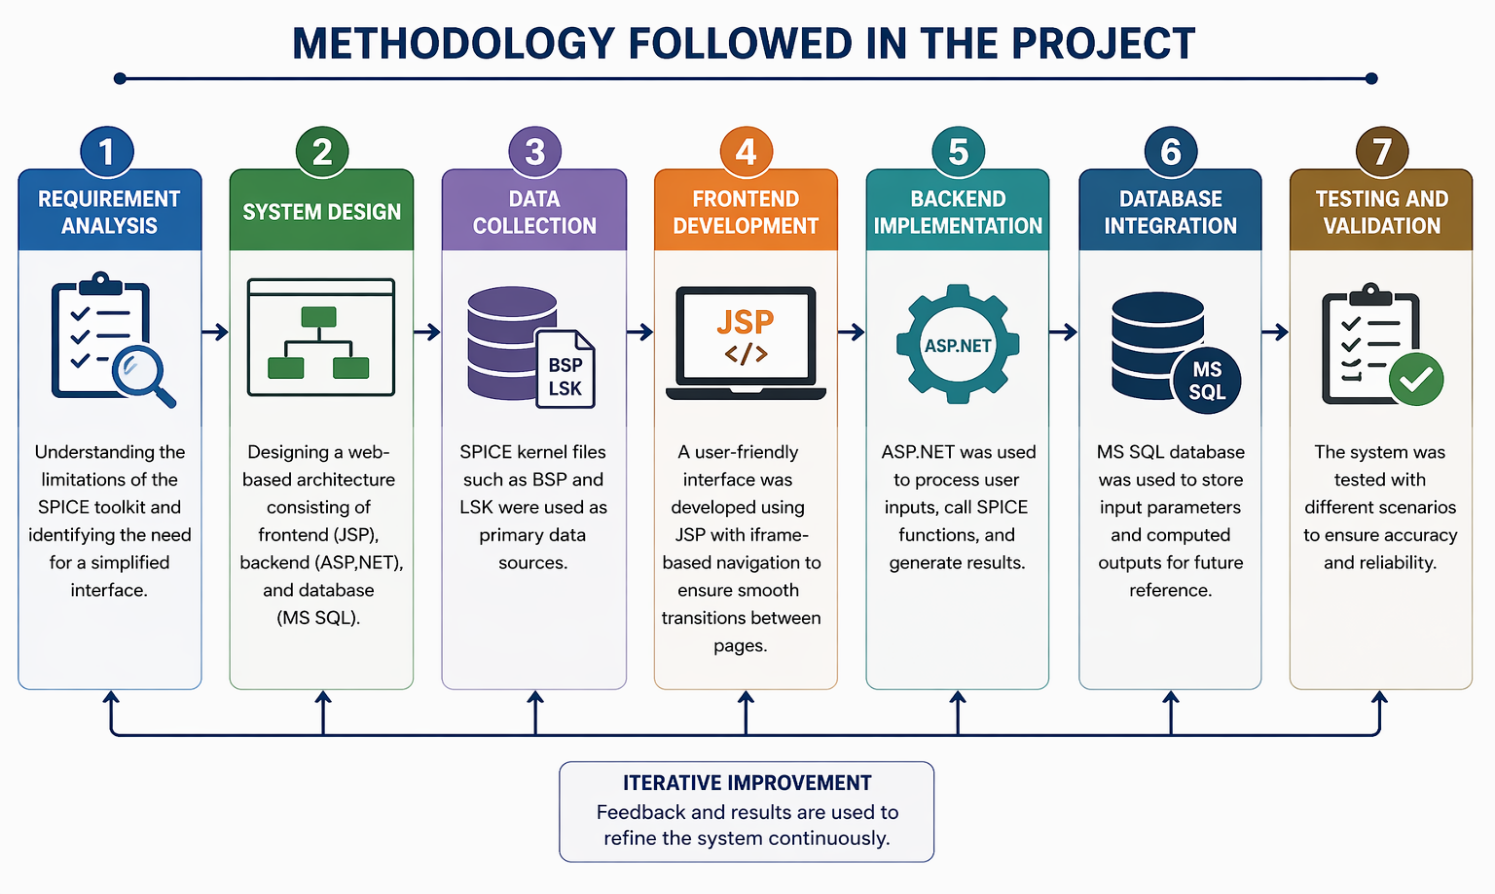 METHODOLOGY FOLLOWED IN THE PROJECT
1
REQUIREMENT
ANALYSIS
Understanding the
limitations of the
SPICE toolkit and
identifying the need
for a simplified
interface.
2
SYSTEM DESIGN
Designing a web-
based architecture
consisting of
frontend (JSP),
backend (ASP,NET),
and database
(MS SQL).
3
DATA
COLLECTION
BSP
LSK
SPICE kernel files
such as BSP and
LSK were used as
primary data
sources.
4
FRONTEND
DEVELOPMENT
JSP
</>
A user-friendly
interface was
developed using
JSP with iframe-
based navigation to
ensure smooth
transitions between
pages.
5
BACKEND
IMPLEMENTATION
ASP.NET
ASP.NET was used
to process user
inputs, call SPICE
functions, and
generate results.
6
DATABASE
INTEGRATION
MS
SQL
MS SQL database
was used to store
input parameters
and computed
outputs for future
reference.
7
TESTING AND
VALIDATION
The system was
tested with
different scenarios
to ensure accuracy
and reliability.
ITERATIVE IMPROVEMENT
Feedback and results are used to
refine the system continuously.